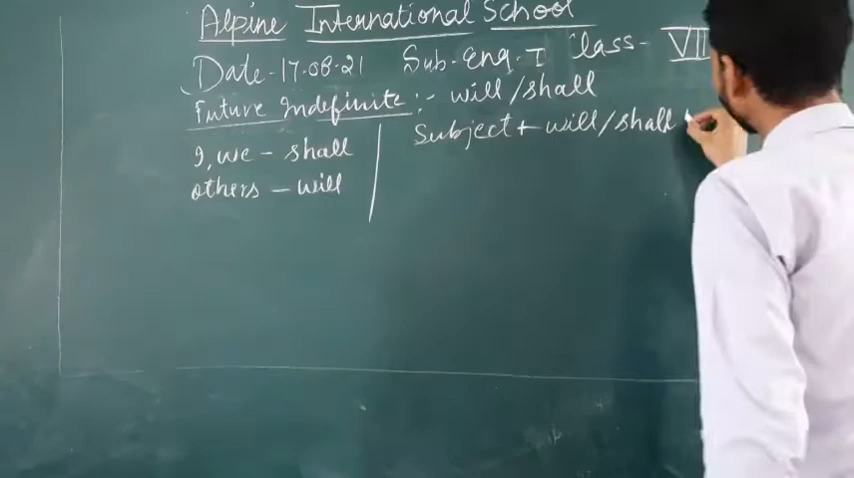 Alpine International School
Date-17-08-21 Sub-Eng-I Class- VII
Future Indefinite :- will/shall
I, we - shall
others - will
Subject + will/shall